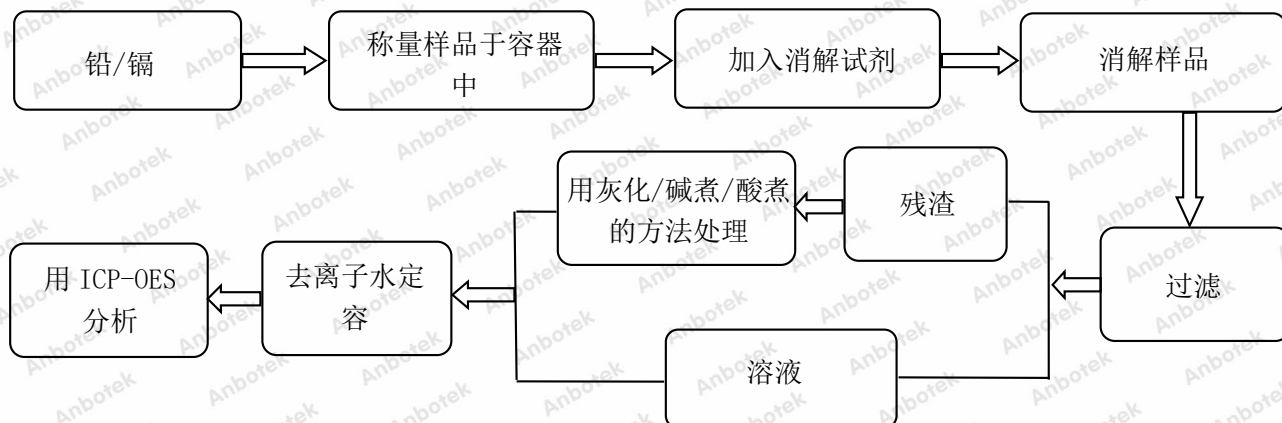 铅/镉
称量样品于容器
中
加入消解试剂
消解样品
用灰化/碱煮/酸煮
的方法处理
残渣
过滤
用 ICP-OES
分析
去离子水定
容
溶液
Anbotek